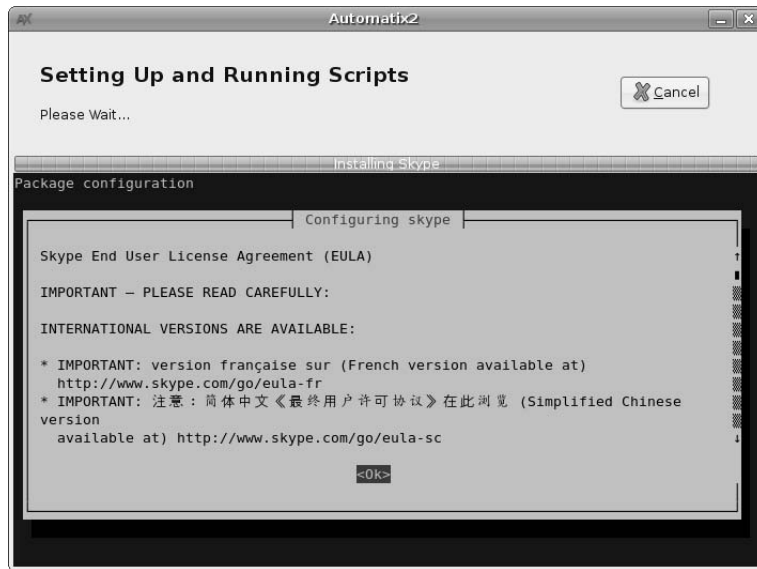 Automatix2
Setting Up and Running Scripts
Cancel
Please Wait...
Installing Skype
Package configuration
Configuring skype
Skype End User License Agreement (EULA)
IMPORTANT – PLEASE READ CAREFULLY:
INTERNATIONAL VERSIONS ARE AVAILABLE:
* IMPORTANT: version française sur (French version available at)
http://www.skype.com/go/eula-fr
* IMPORTANT: 注意：简体中文《最终用户许可协议》在此浏览 (Simplified Chinese
version
available at) http://www.skype.com/go/eula-sc
<Ok>